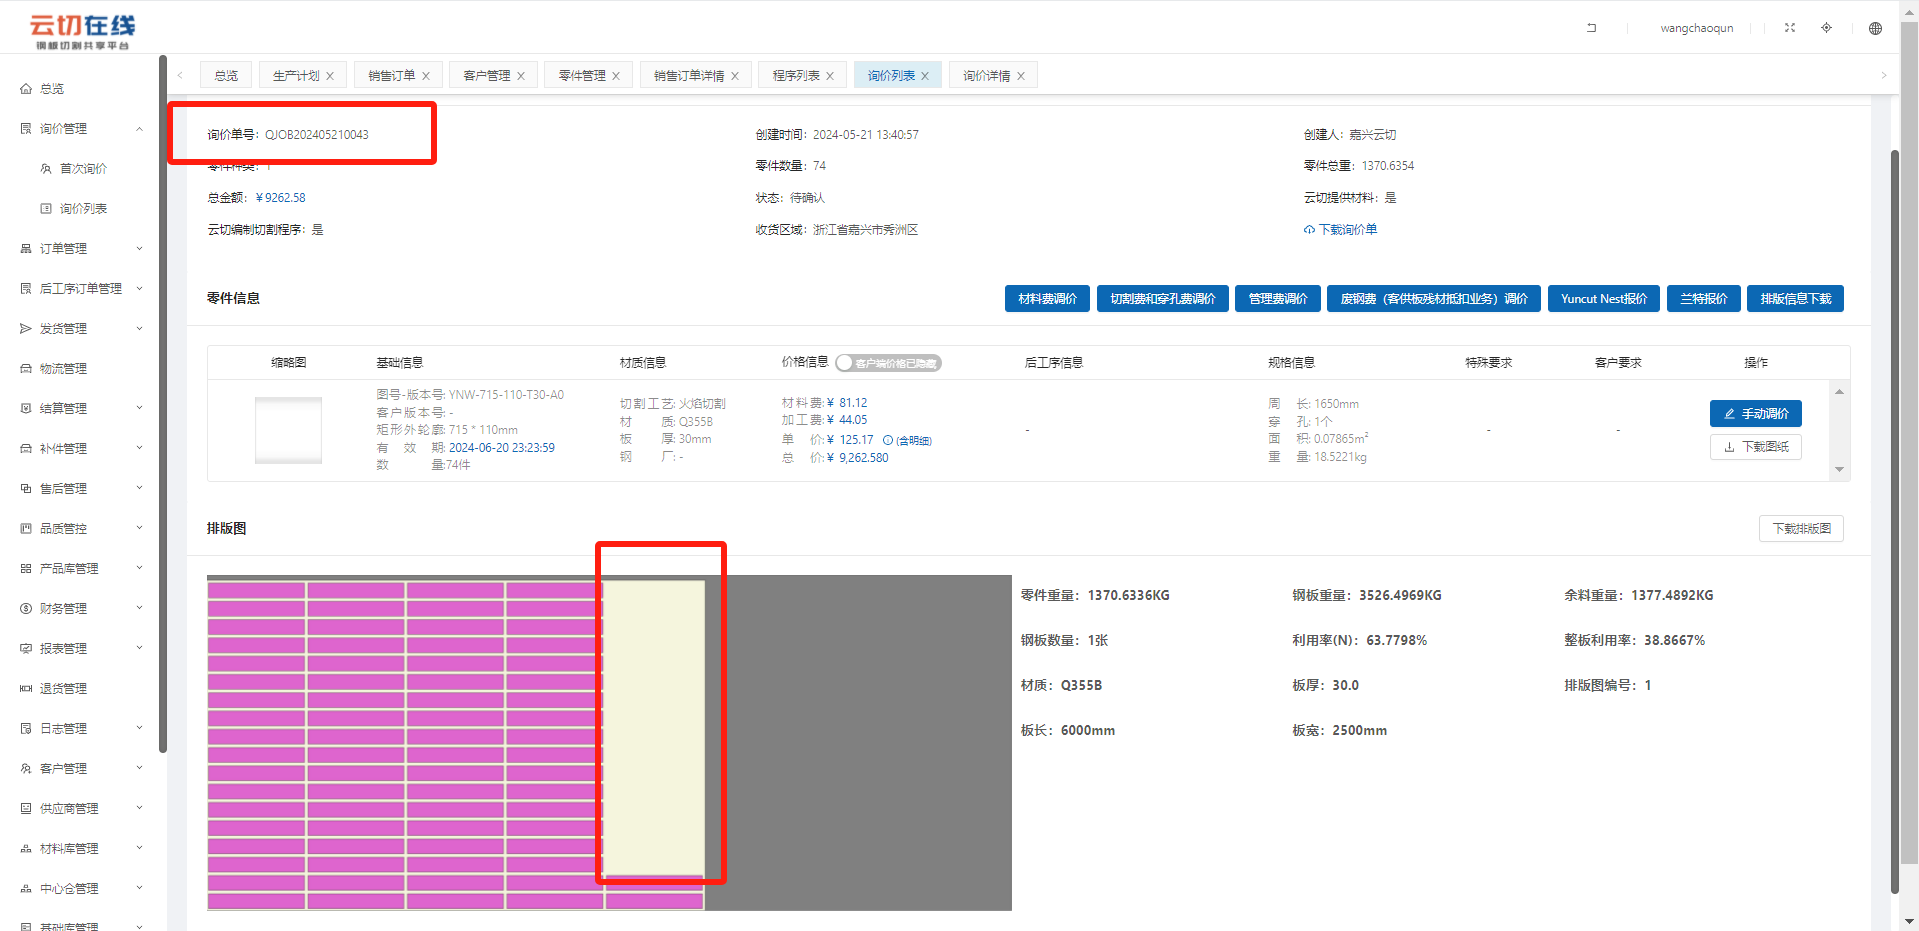 云切在线
钢板切割共享平台
wangchaoqun
总览
生产计划
销售订单
客户管理
零件管理
销售订单详情
程序列表
询价列表
询价详情
总览
询价管理
首次询价
询价列表
订单管理
后工序订单管理
发货管理
物流管理
结算管理
补件管理
售后管理
品质管控
产品库管理
财务管理
报表管理
退货管理
日志管理
客户管理
供应商管理
材料库管理
中心仓管理
基础库管理
询价单号：QJOB202405210043
创建时间：2024-05-21 13:40:57
创建人：嘉兴云切
零件种类：1
零件数量：74
零件总重：1370.6354
总金额：￥9262.58
状态：待确认
云切提供材料：是
云切编制切割程序：是
收货区域：浙江省嘉兴市秀洲区
下载询价单
零件信息
材料费调价
切割费和穿孔费调价
管理费调价
废钢费（客供板残材抵扣业务）调价
Yuncut Nest报价
兰特报价
排版信息下载
缩略图
基础信息
材质信息
价格信息
客户端价格已隐藏
后工序信息
规格信息
特殊要求
客户要求
操作
图号-版本号: YNW-715-110-T30-A0
客户版本号: -
矩形外轮廓: 715 * 110mm
有效期: 2024-06-20 23:23:59
数量:74件
切割工艺: 火焰切割
材质: Q355B
板厚: 30mm
钢厂: -
材料费:￥ 81.12
加工费:￥ 44.05
单价:￥ 125.17 (含明细)
总价:￥ 9,262.580
-
周长: 1650mm
穿孔: 1个
面积: 0.07865m²
重量: 18.5221kg
-
-
手动调价
下载图纸
排版图
下载排版图
零件重量：1370.6336KG
钢板重量：3526.4969KG
余料重量：1377.4892KG
钢板数量：1张
利用率(N)：63.7798%
整板利用率：38.8667%
材质：Q355B
板厚：30.0
排版图编号：1
板长：6000mm
板宽：2500mm